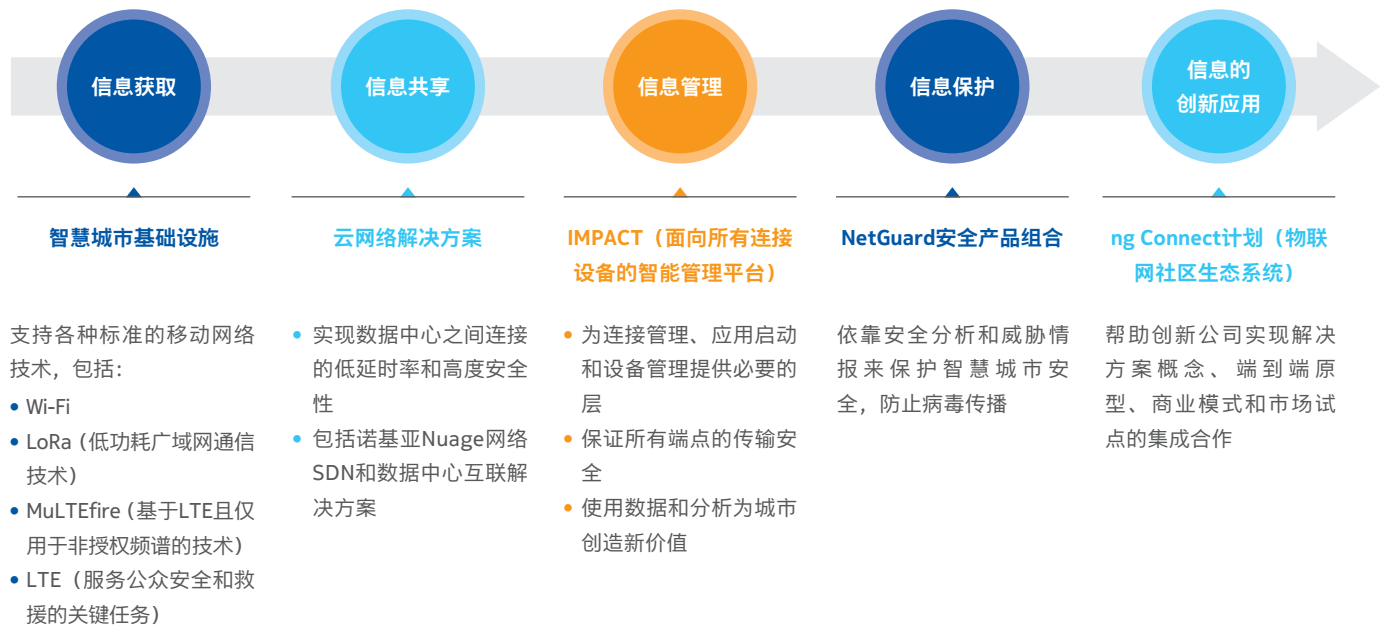 信息获取
信息共享
信息管理
信息保护
信息的
创新应用
智慧城市基础设施
支持各种标准的移动网络
技术，包括：
• Wi-Fi
• LoRa（低功耗广域网通信
技术）
• MuLTEfire（基于LTE且仅
用于非授权频谱的技术）
• LTE（服务公众安全和救
援的关键任务）
云网络解决方案
• 实现数据中心之间连接
的低延时率和高度安全
性
• 包括诺基亚Nuage网络
SDN和数据中心互联解
决方案
IMPACT（面向所有连接
设备的智能管理平台）
• 为连接管理、应用启动
和设备管理提供必要的
层
• 保证所有端点的传输安
全
• 使用数据和分析为城市
创造新价值
NetGuard安全产品组合
依靠安全分析和威胁情
报来保护智慧城市安
全，防止病毒传播
ng Connect计划（物联
网社区生态系统）
帮助创新公司实现解决
方案概念、端到端原
型、商业模式和市场试
点的集成合作